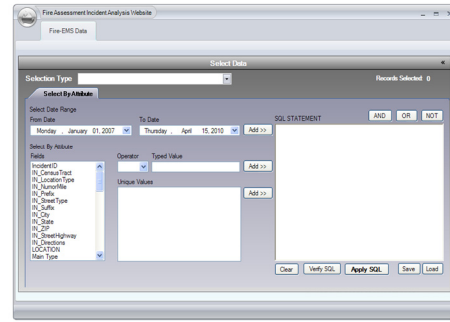 Fire Assessment Incident Analysis Website
Fire-EMS Data
Select Data
Selection Type
Records Selected: 0
Select By Attribute
Select Date Range
From Date
To Date
SQL STATEMENT
AND
OR
NOT
Monday , January 01, 2007
Thursday , April 15, 2010
Add >>
Select By Attibute
Fields
Operator
Typed Value
IncidentID
IN_CensusTract
IN_LocationType
IN_NumorMile
IN_Prefix
IN_StreetType
IN_Suffix
IN_City
IN_State
IN_ZIP
IN_StreetHighway
IN_Directions
LOCATION
Main Type
Add >>
Unique Values
Add >>
Clear
Verify SQL
Apply SQL
Save
Load